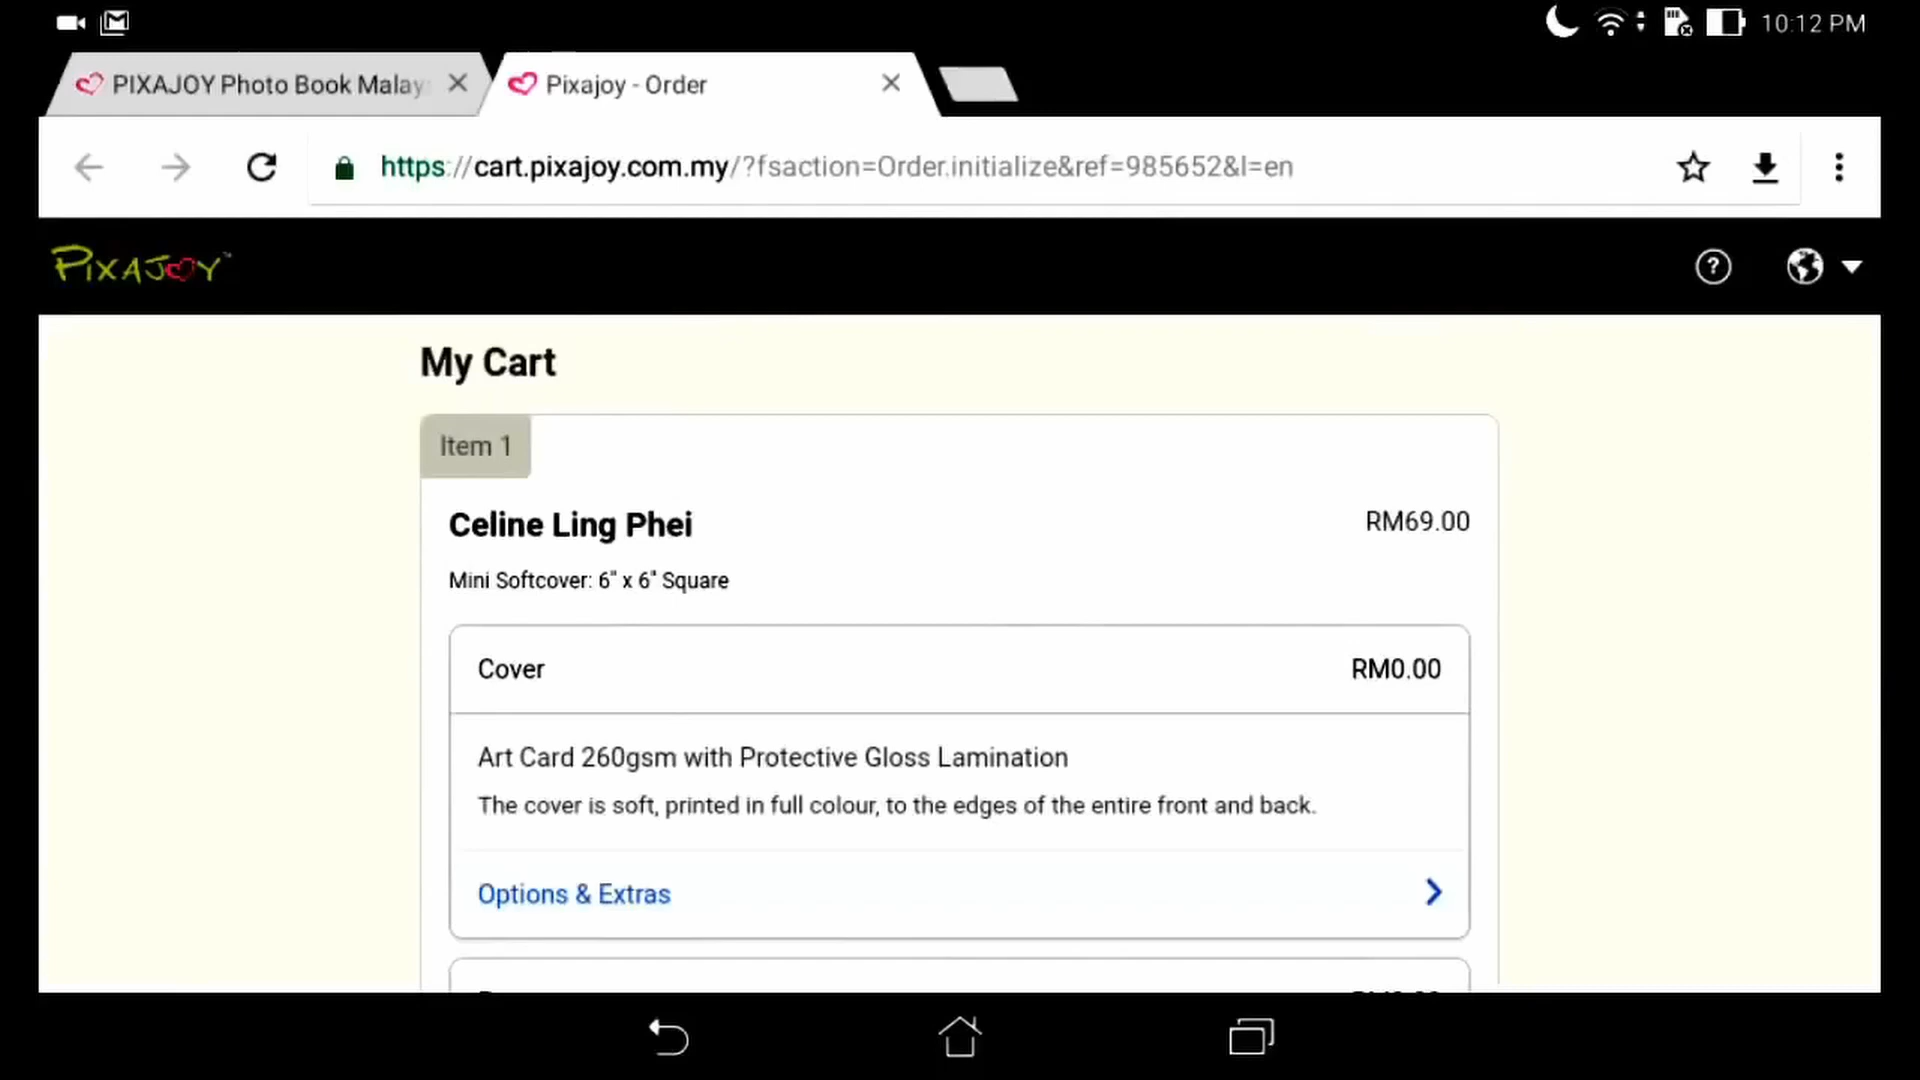 10:12 PM
PIXAJOY Photo Book Malay
Pixajoy - Order
https://cart.pixajoy.com.my/?fsaction=Order.initialize&ref=985652&l=en
PIXAJOY
My Cart
Item 1
Celine Ling Phei
RM69.00
Mini Softcover: 6" x 6" Square
Cover
RM0.00
Art Card 260gsm with Protective Gloss Lamination
The cover is soft, printed in full colour, to the edges of the entire front and back.
Options & Extras